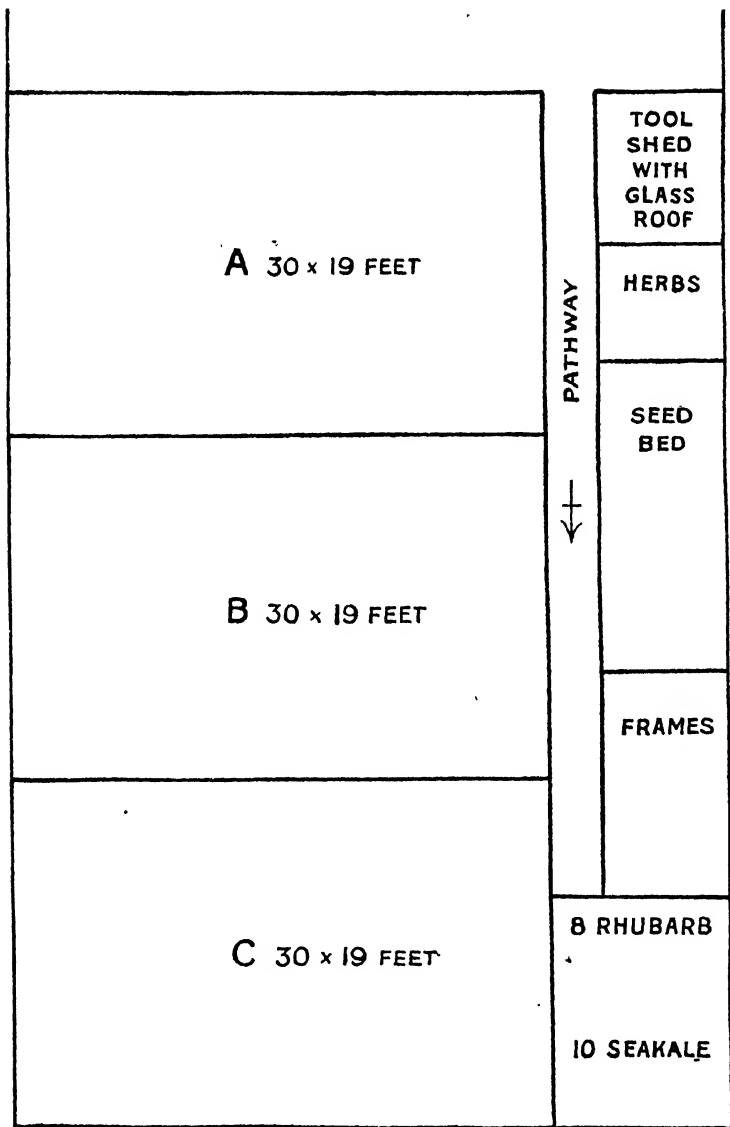 TOOL
SHED
WITH
GLASS
ROOF
A 30 x 19 FEET
HERBS
PATHWAY
SEED
BED
B 30 x 19 FEET
FRAMES
8 RHUBARB
C 30 x 19 FEET
10 SEAKALE